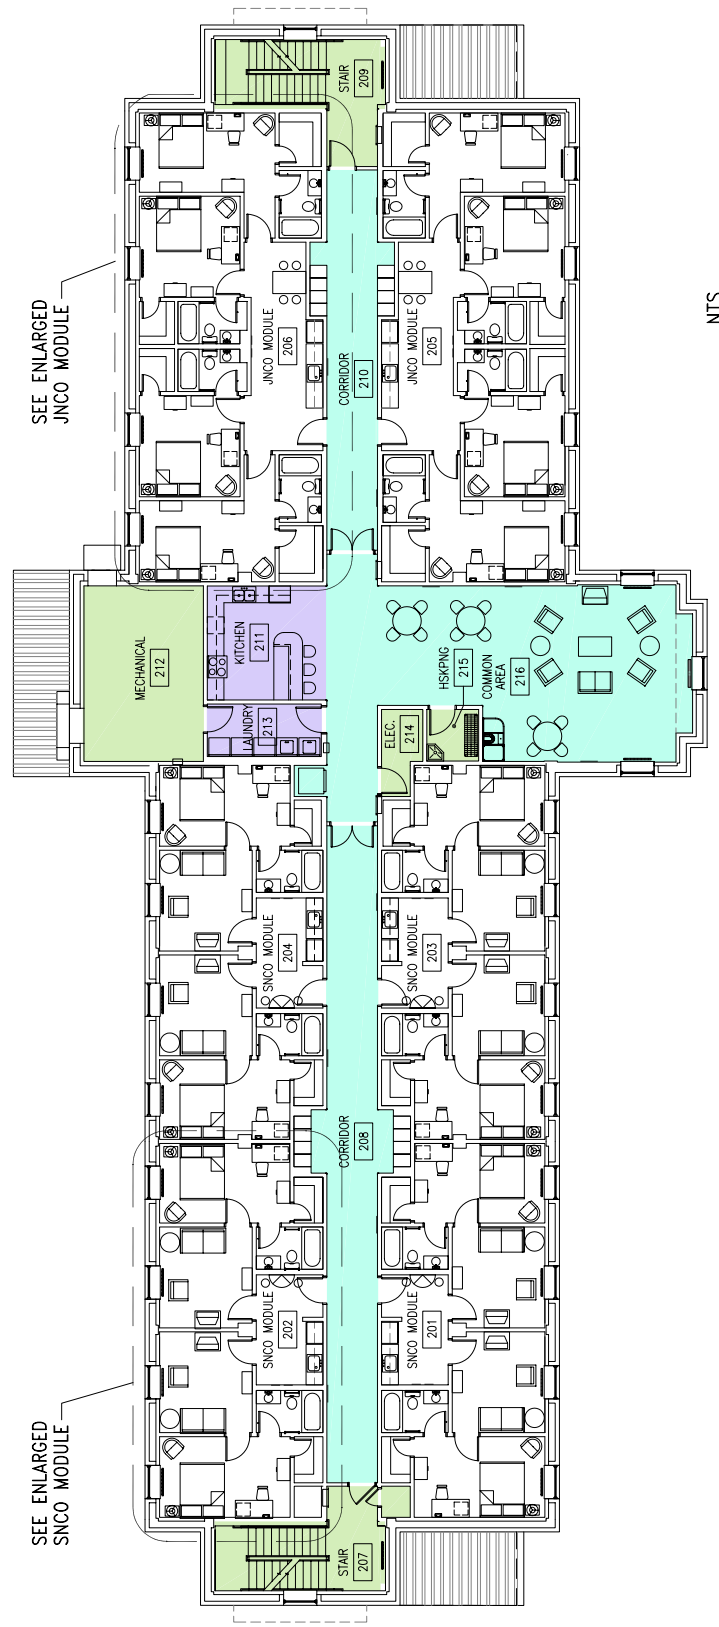 STAIR
209
SEE ENLARGED
JNCO MODULE
NTS
JNCO MODULE
206
CORRIDOR
210
JNCO MODULE
205
MECHANICAL
212
KITCHEN
211
LAUNDRY
213
HSKPNG
215
COMMON
AREA
216
ELEC.
214
SNCO MODULE
204
SNCO MODULE
203
CORRIDOR
208
SNCO MODULE
202
SNCO MODULE
201
SEE ENLARGED
SNCO MODULE
STAIR
207